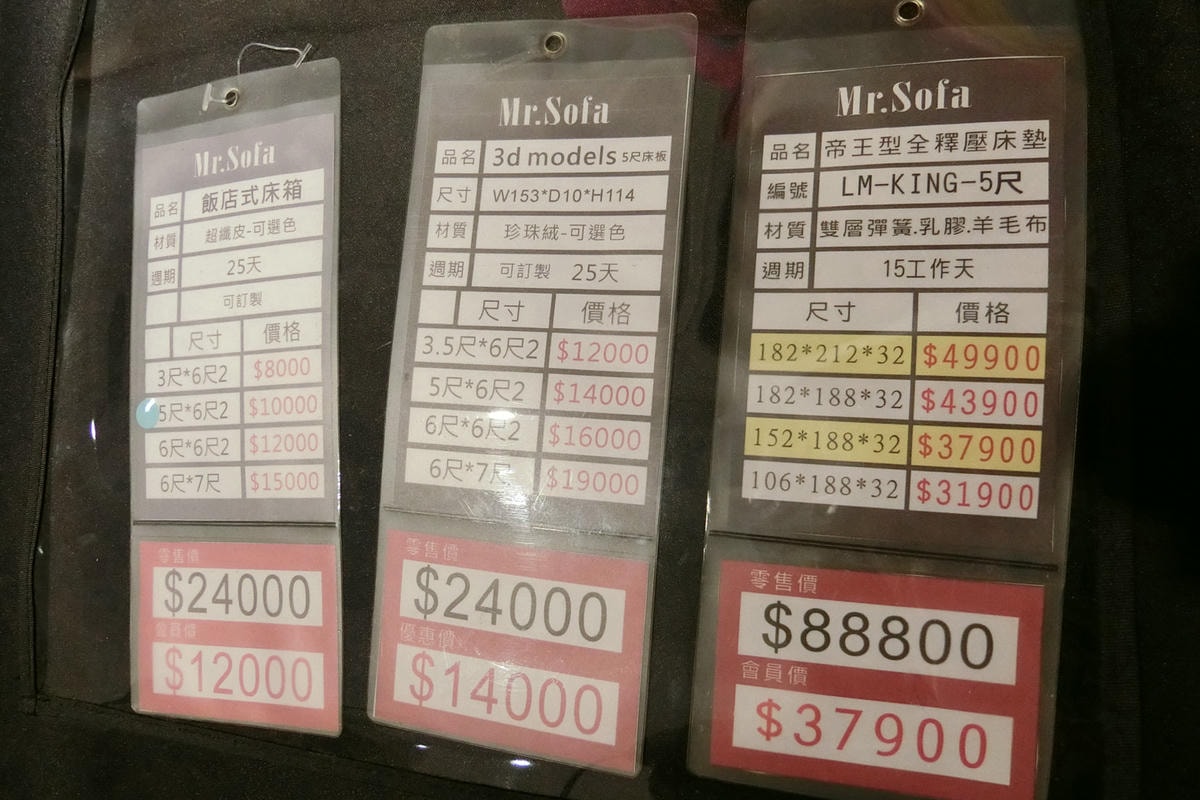 Mr.Sofa
品名 飯店式床箱
材質 超纖皮-可選色
週期 25天
可訂製
尺寸 價格
3尺*6尺2 $8000
5尺*6尺2 $10000
6尺*6尺2 $12000
6尺*7尺 $15000
零售價
$24000
會員價
$12000
Mr.Sofa
品名 3d models 5尺床板
尺寸 W153*D10*H114
材質 珍珠絨-可選色
週期 可訂製 25天
尺寸 價格
3.5尺*6尺2 $12000
5尺*6尺2 $14000
6尺*6尺2 $16000
6尺*7尺 $19000
零售價
$24000
優惠價
$14000
Mr.Sofa
品名 帝王型全釋壓床墊
編號 LM-KING-5尺
材質 雙層彈簧.乳膠.羊毛布
週期 15工作天
尺寸 價格
182*212*32 $49900
182*188*32 $43900
152*188*32 $37900
106*188*32 $31900
零售價
$88800
會員價
$37900